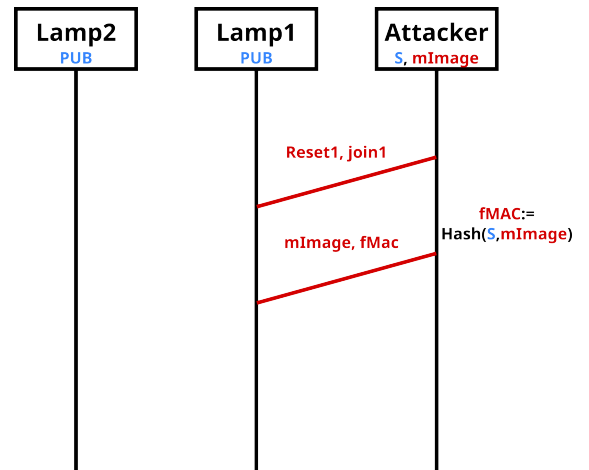 Lamp2
PUB
Lamp1
PUB
Attacker
S, mImage
Reset1, join1
fMAC:=
Hash(S,mImage)
mImage, fMac